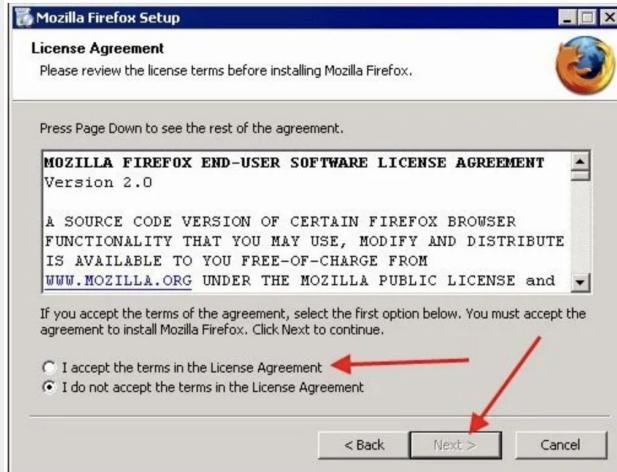 Mozilla Firefox Setup
License Agreement
Please review the license terms before installing Mozilla Firefox.
Press Page Down to see the rest of the agreement.
MOZILLA FIREFOX END-USER SOFTWARE LICENSE AGREEMENT
Version 2.0
A SOURCE CODE VERSION OF CERTAIN FIREFOX BROWSER
FUNCTIONALITY THAT YOU MAY USE, MODIFY AND DISTRIBUTE
IS AVAILABLE TO YOU FREE-OF-CHARGE FROM
WWW.MOZILLA.ORG UNDER THE MOZILLA PUBLIC LICENSE and
If you accept the terms of the agreement, select the first option below. You must accept the
agreement to install Mozilla Firefox. Click Next to continue.
I accept the terms in the License Agreement
I do not accept the terms in the License Agreement
< Back Next > Cancel